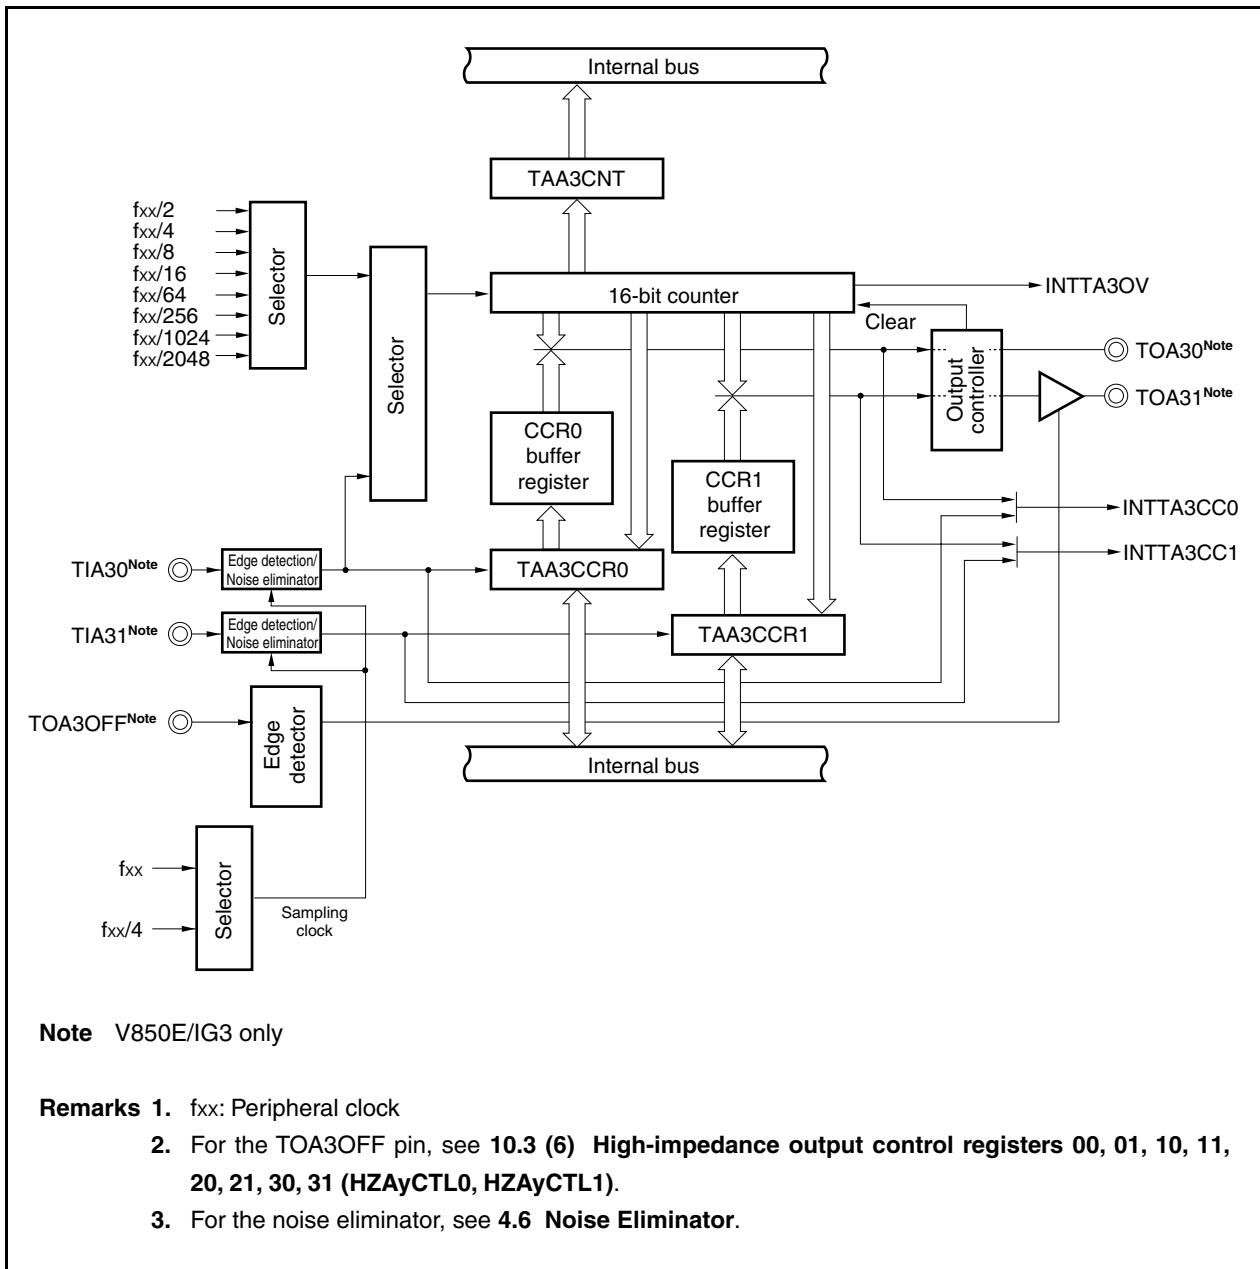 Internal bus
TAA3CNT
fxx/2
fxx/4
fxx/8
fxx/16
fxx/64
fxx/256
fxx/1024
fxx/2048
Selector
Selector
16-bit counter
INTTA3OV
Clear
Output
controller
TOA30Note
TOA31Note
CCR0
buffer
register
CCR1
buffer
register
INTTA3CC0
INTTA3CC1
TIA30Note
Edge detection/
Noise eliminator
TAA3CCR0
TIA31Note
Edge detection/
Noise eliminator
TAA3CCR1
TOA3OFFNote
Edge
detector
Internal bus
fxx
fxx/4
Selector
Sampling
clock
Note V850E/IG3 only
Remarks 1. fxx: Peripheral clock
2. For the TOA3OFF pin, see 10.3 (6) High-impedance output control registers 00, 01, 10, 11,
20, 21, 30, 31 (HZAyCTL0, HZAyCTL1).
3. For the noise eliminator, see 4.6 Noise Eliminator.